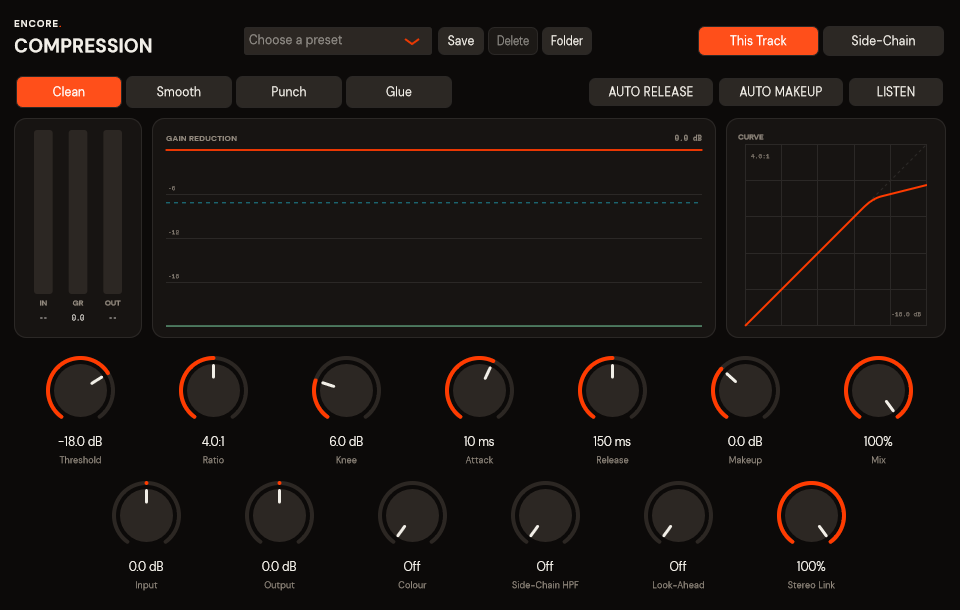 ENCORE.
COMPRESSION
Choose a preset
Save
Delete
Folder
This Track
Side-Chain
Clean
Smooth
Punch
Glue
AUTO RELEASE
AUTO MAKEUP
LISTEN
GAIN REDUCTION
0.0 dB
-6
-12
-18
IN
GR
OUT
--
0.0
--
CURVE
4.0:1
-18.0 dB
-18.0 dB
4.0:1
6.0 dB
10 ms
150 ms
0.0 dB
100%
Threshold
Ratio
Knee
Attack
Release
Makeup
Mix
0.0 dB
0.0 dB
Off
Off
Off
100%
Input
Output
Colour
Side-Chain HPF
Look-Ahead
Stereo Link